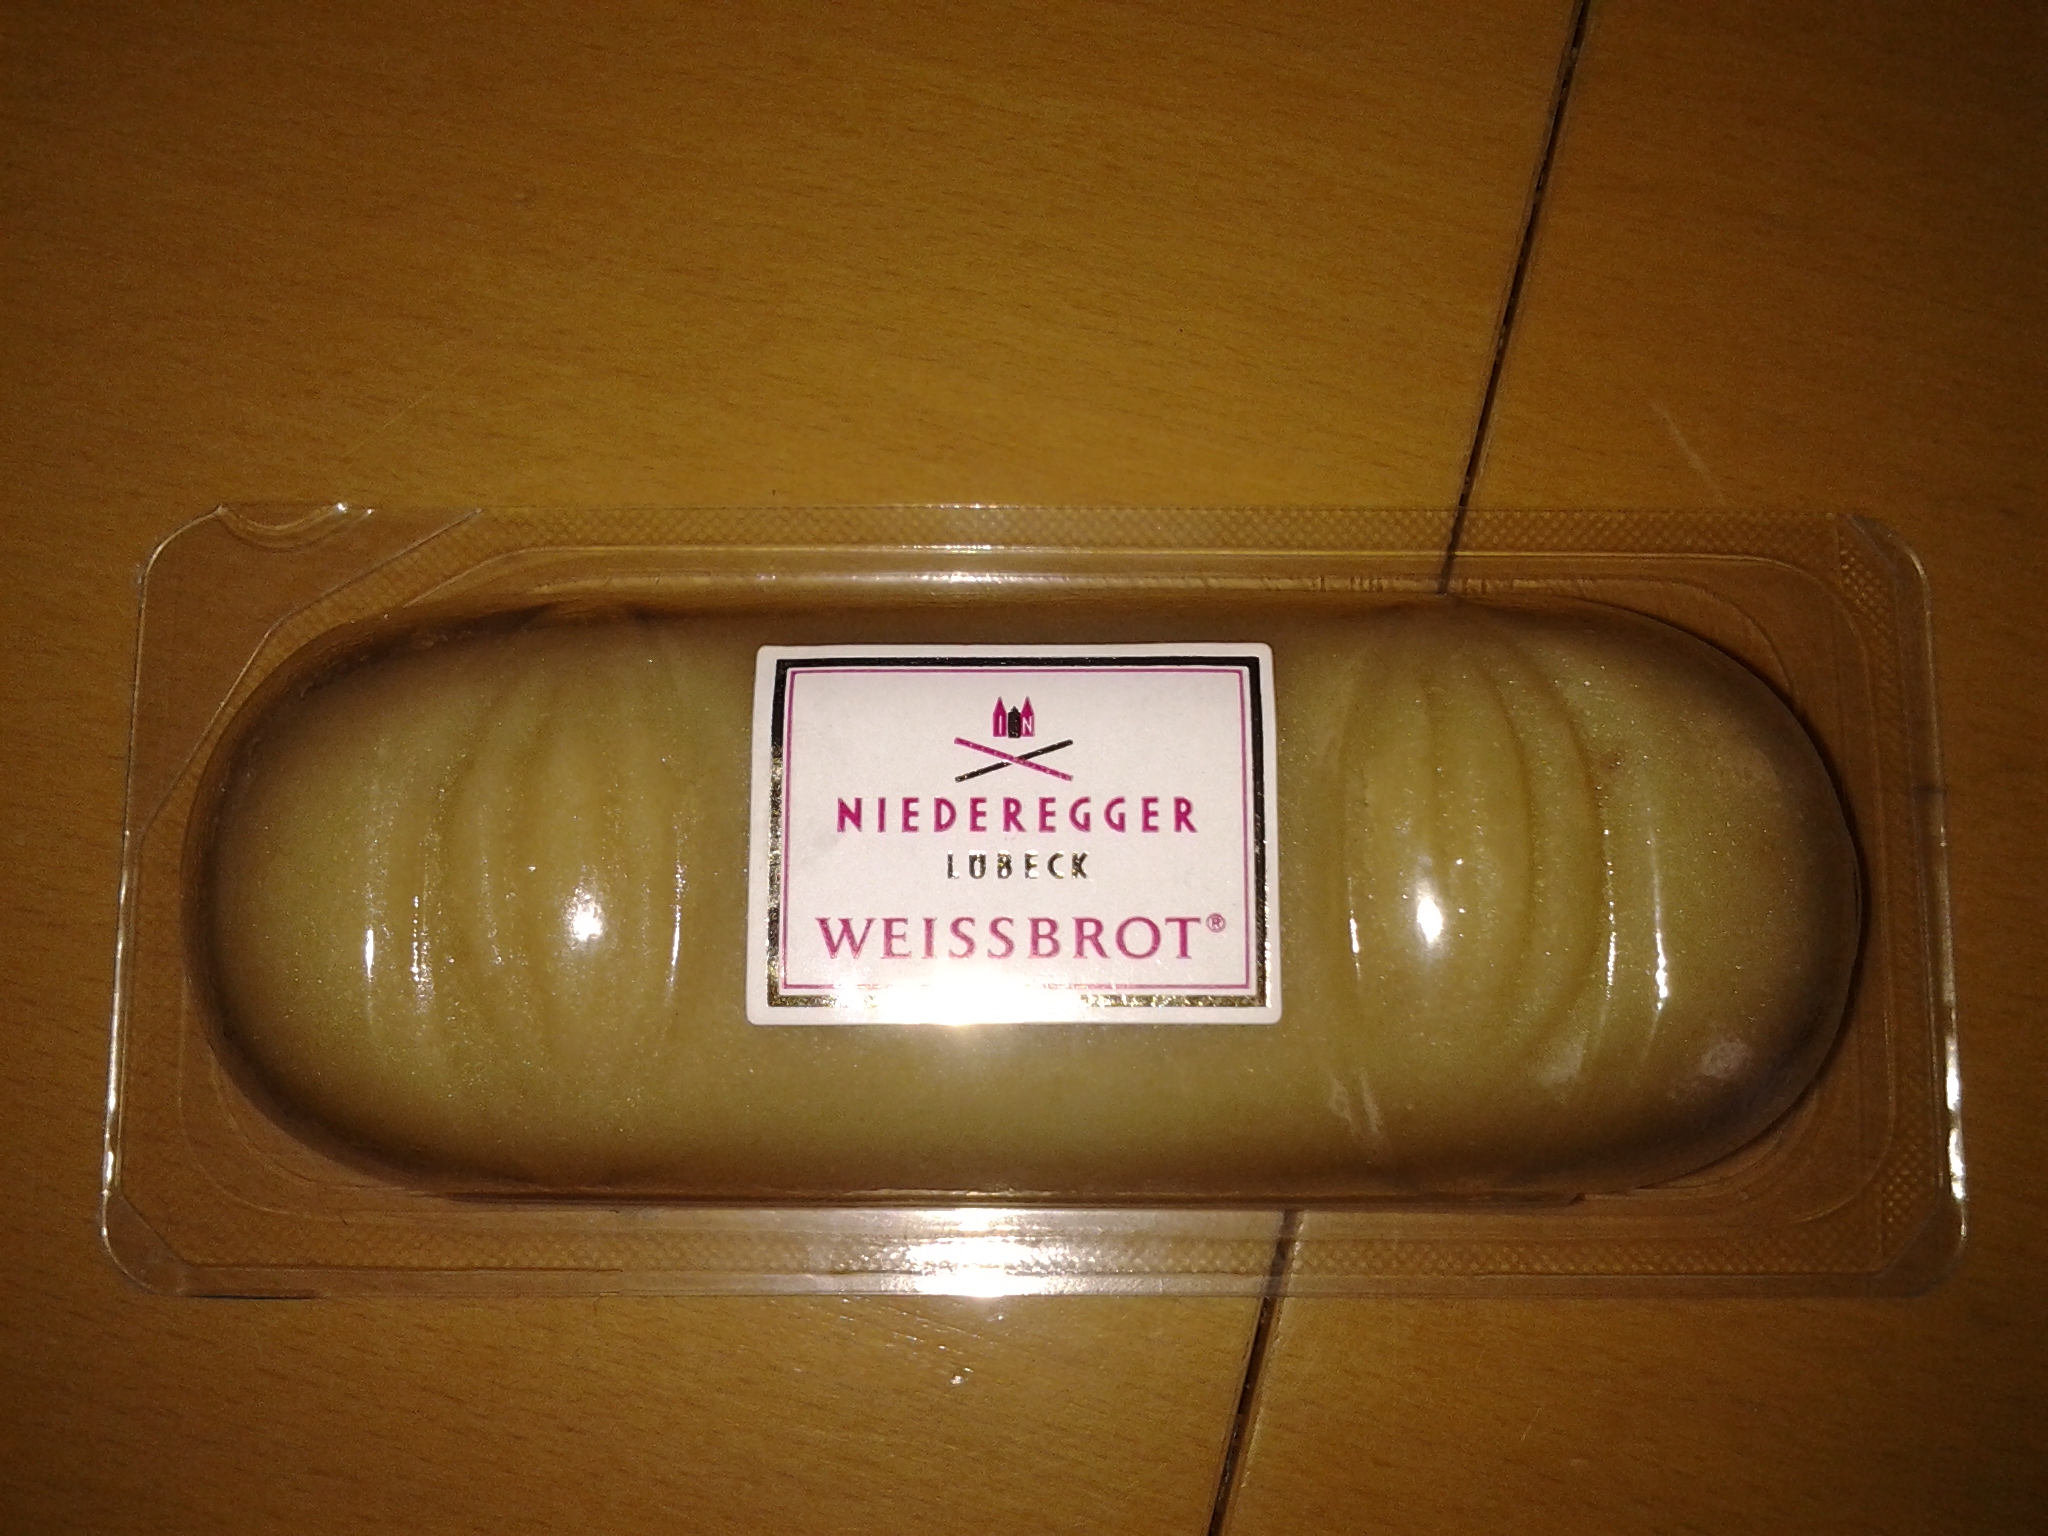 I N
NIEDEREGGER
LÜBECK
WEISSBROT®